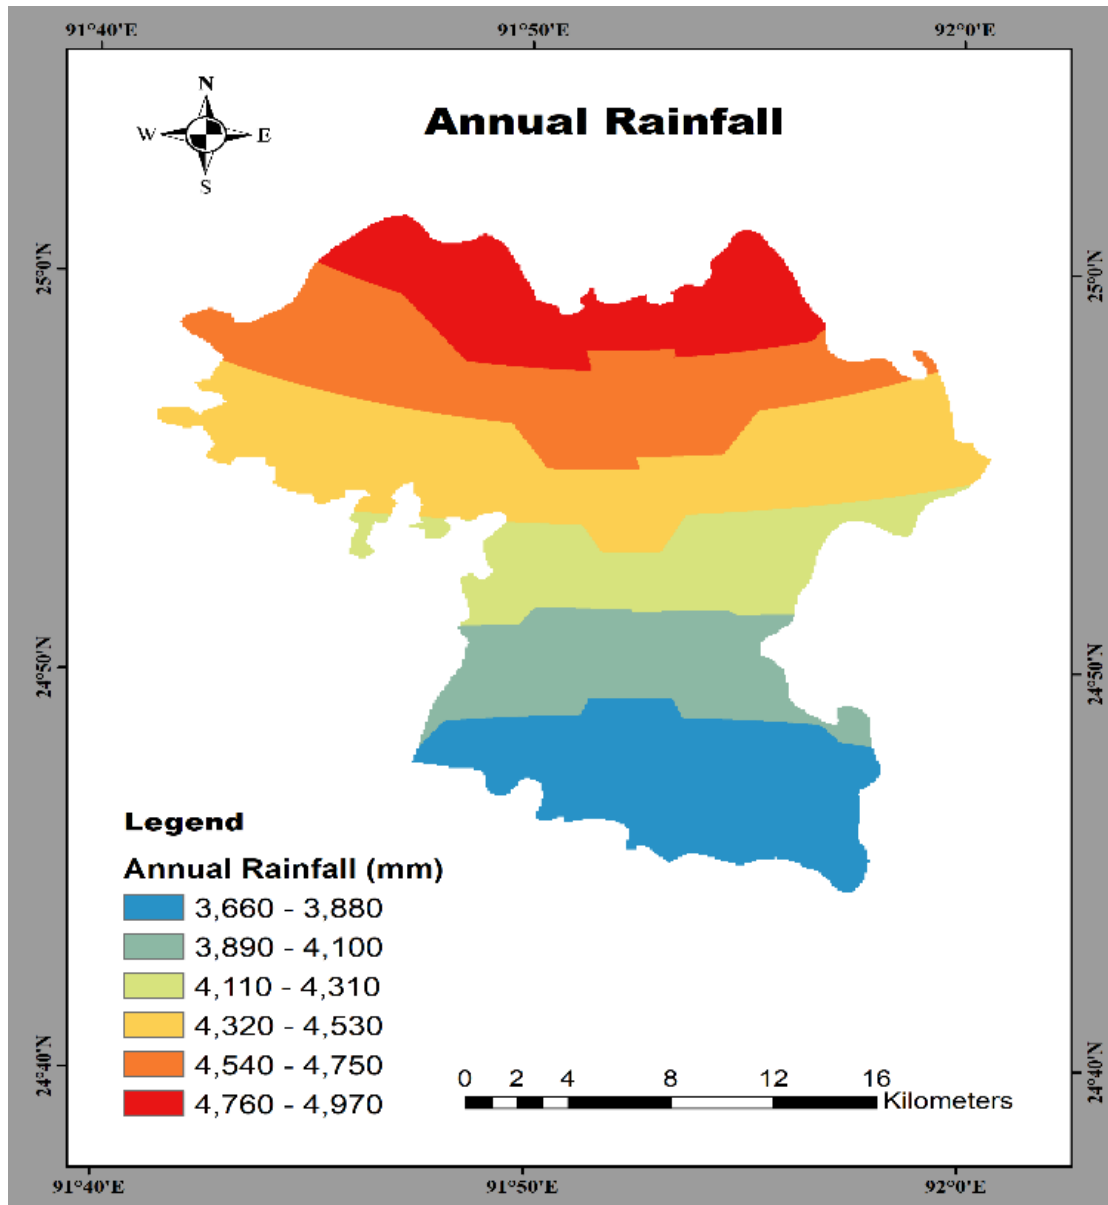 91°40'E 91°50'E 92°0'E
N
W E
S
Annual Rainfall
25°0'N 25°0'N
24°50'N 24°50'N
Legend
Annual Rainfall (mm)
3,660 - 3,880
3,890 - 4,100
4,110 - 4,310
4,320 - 4,530
4,540 - 4,750
4,760 - 4,970
24°40'N 24°40'N
0 2 4 8 12 16
Kilometers
91°40'E 91°50'E 92°0'E